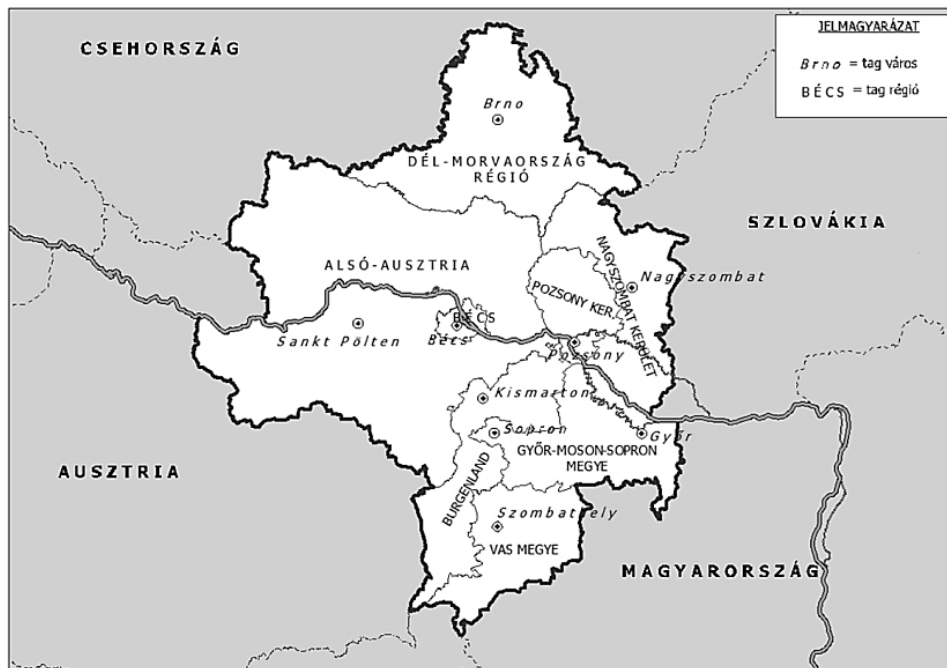 CSEHORSZÁG
JELMAGYARÁZAT
Brno = tag város
BÉCS = tag régió
Brno
DÉL-MORVAORSZÁG
RÉGIÓ
SZLOVÁKIA
ALSÓ-AUSZTRIA
NAGYSZOMBAT KERÜLET
Nagyszombat
POZSONY KER.
BÉCS
Sankt Pölten
Bécs
Pozsony
Kismarton
Sopron
Győr
GYŐR-MOSON-SOPRON
MEGYE
AUSZTRIA
BURGENLAND
Szombathely
VAS MEGYE
MAGYARORSZÁG